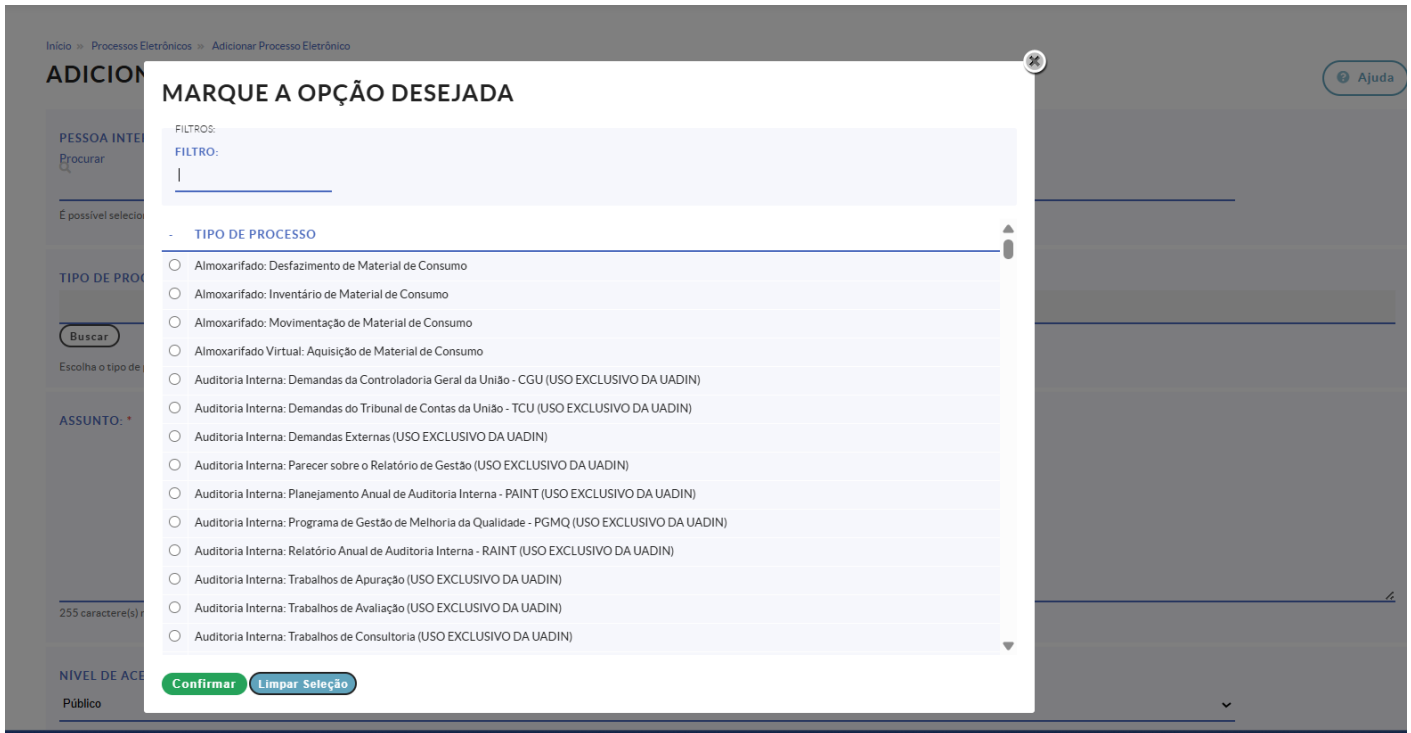 Início » Processos Eletrônicos » Adicionar Processo Eletrônico
ADICION
Ajuda
MARQUE A OPÇÃO DESEJADA
PESSOA INTE
Procurar
É possível selecio
FILTROS:
FILTRO:
- TIPO DE PROCESSO
Almoxarifado: Desfazimento de Material de Consumo
Almoxarifado: Inventário de Material de Consumo
Almoxarifado: Movimentação de Material de Consumo
Almoxarifado Virtual: Aquisição de Material de Consumo
Auditoria Interna: Demandas da Controladoria Geral da União - CGU (USO EXCLUSIVO DA UADIN)
Auditoria Interna: Demandas do Tribunal de Contas da União - TCU (USO EXCLUSIVO DA UADIN)
Auditoria Interna: Demandas Externas (USO EXCLUSIVO DA UADIN)
Auditoria Interna: Parecer sobre o Relatório de Gestão (USO EXCLUSIVO DA UADIN)
Auditoria Interna: Planejamento Anual de Auditoria Interna - PAINT (USO EXCLUSIVO DA UADIN)
Auditoria Interna: Programa de Gestão de Melhoria da Qualidade - PGMQ (USO EXCLUSIVO DA UADIN)
Auditoria Interna: Relatório Anual de Auditoria Interna - RAINT (USO EXCLUSIVO DA UADIN)
Auditoria Interna: Trabalhos de Apuração (USO EXCLUSIVO DA UADIN)
Auditoria Interna: Trabalhos de Avaliação (USO EXCLUSIVO DA UADIN)
Auditoria Interna: Trabalhos de Consultoria (USO EXCLUSIVO DA UADIN)
Confirmar Limpar Seleção
TIPO DE PRO
Buscar
Escolha o tipo de
ASSUNTO: *
255 caractere(s) r
NÍVEL DE ACE
Público